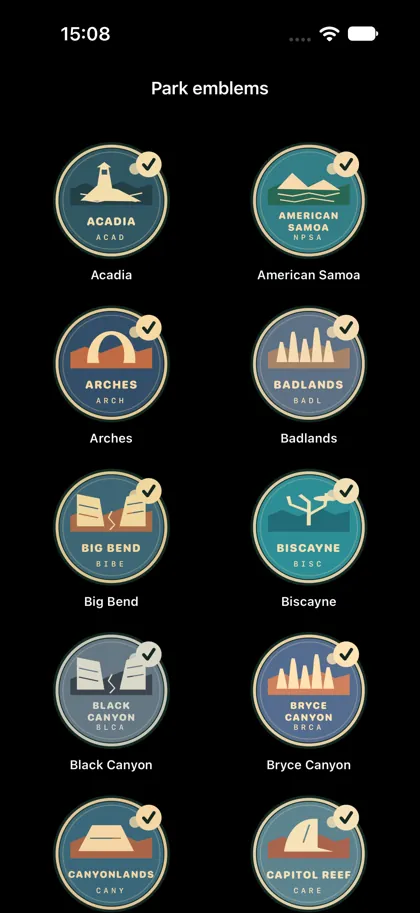 15:08
Park emblems
ACADIA
ACAD
Acadia
AMERICAN
SAMOA
NPSA
American Samoa
ARCHES
ARCH
Arches
BADLANDS
BADL
Badlands
BIG BEND
BIBE
Big Bend
BISCAYNE
BISC
Biscayne
BLACK
CANYON
BLCA
Black Canyon
BRYCE
CANYON
BRCA
Bryce Canyon
CANYONLANDS
CANY
CAPITOL REEF
CARE